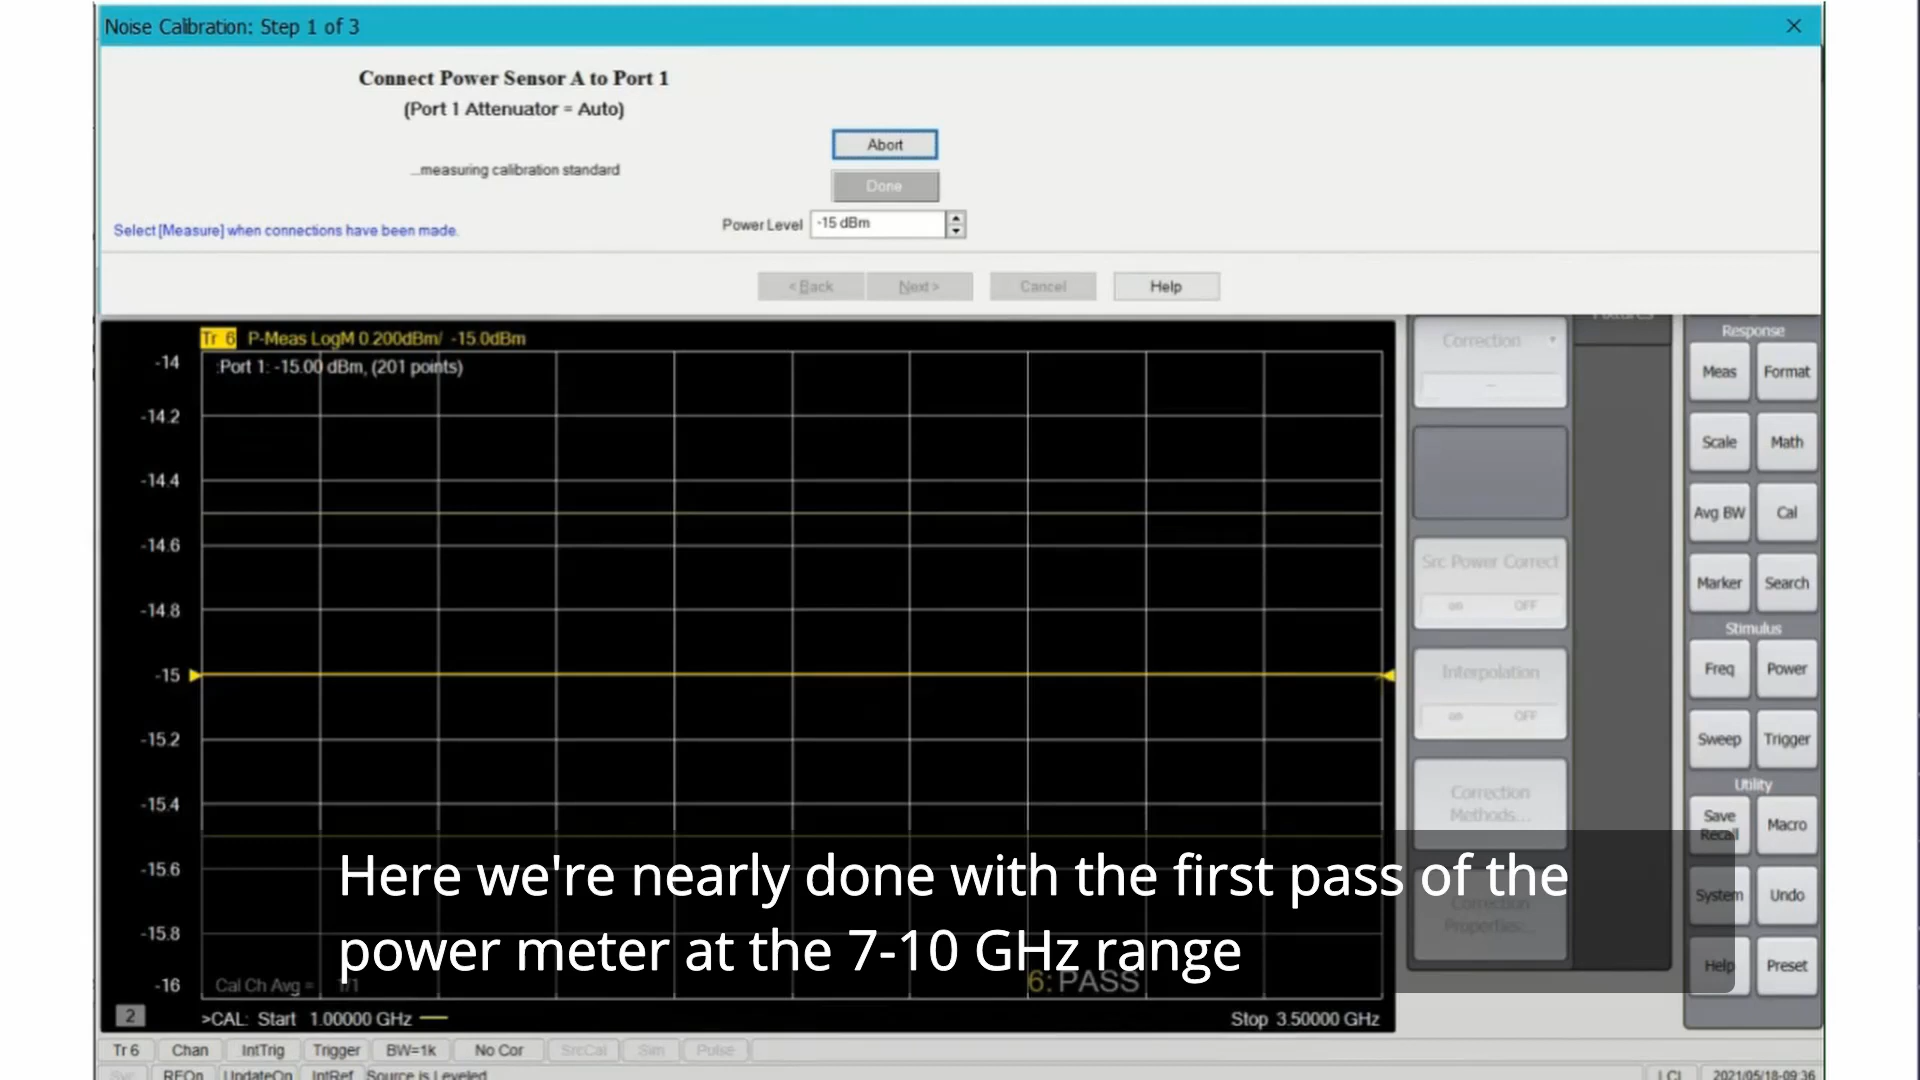 Noise Calibration: Step 1 of 3
Connect Power Sensor A to Port 1
(Port 1 Attenuator = Auto)
Abort
...measuring calibration standard
Done
Select [Measure] when connections have been made.
Power Level -15 dBm
< Back Next > Cancel Help
Tr 6 P-Meas LogM 0.200dBm/ -15.0dBm
:Port 1: -15.00 dBm, (201 points)
-14
-14.2
-14.4
-14.6
-14.8
-15
-15.2
-15.4
-15.6
-15.8
-16
Cal Ch Avg = 1/1
6: PASS
2 >CAL: Start 1.00000 GHz Stop 3.50000 GHz
Correction
Src Power Correct
on OFF
Interpolation
on OFF
Correction
Methods...
Correction
Properties...
Fixtures
Response
Meas Format
Scale Math
Avg BW Cal
Marker Search
Stimulus
Freq Power
Sweep Trigger
Utility
Save
Recall
Macro
System Undo
Help Preset
Here we're nearly done with the first pass of the
power meter at the 7-10 GHz range
Tr 6 Chan IntTrig Trigger BW=1k No Cor SrcCal Sim Pulse
RFOn UpdateOn IntRef Source is Leveled LCL 2021/05/18-09:36